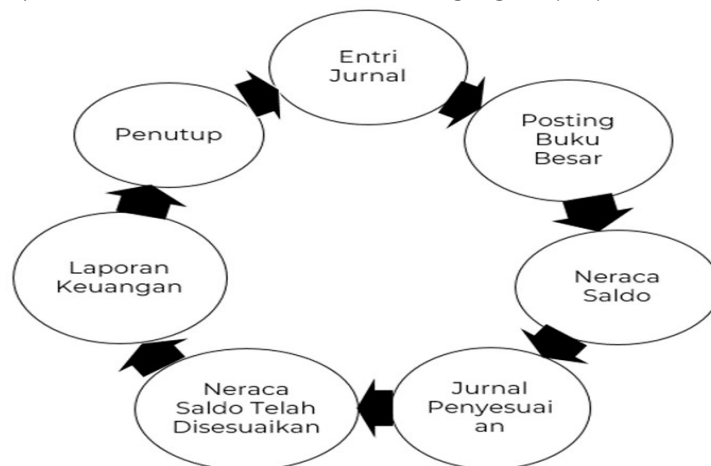 Entri
Jurnal
Posting
Buku
Besar
Neraca
Saldo
Jurnal
Penyesuai
an
Neraca
Saldo Telah
Disesuaikan
Laporan
Keuangan
Penutup